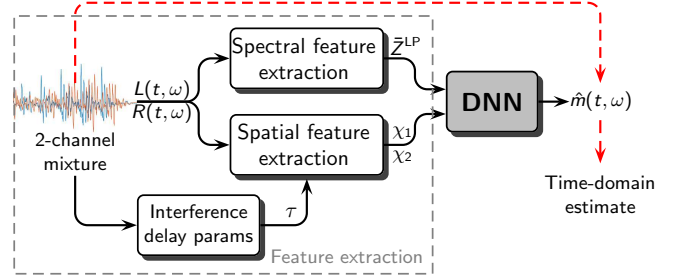 Spectral feature
extraction
Z̄^LP
L(t, ω)
R(t, ω)
DNN
m̂(t, ω)
2-channel
mixture
Spatial feature
extraction
χ₁
χ₂
Time-domain
estimate
Interference
delay params
τ
Feature extraction